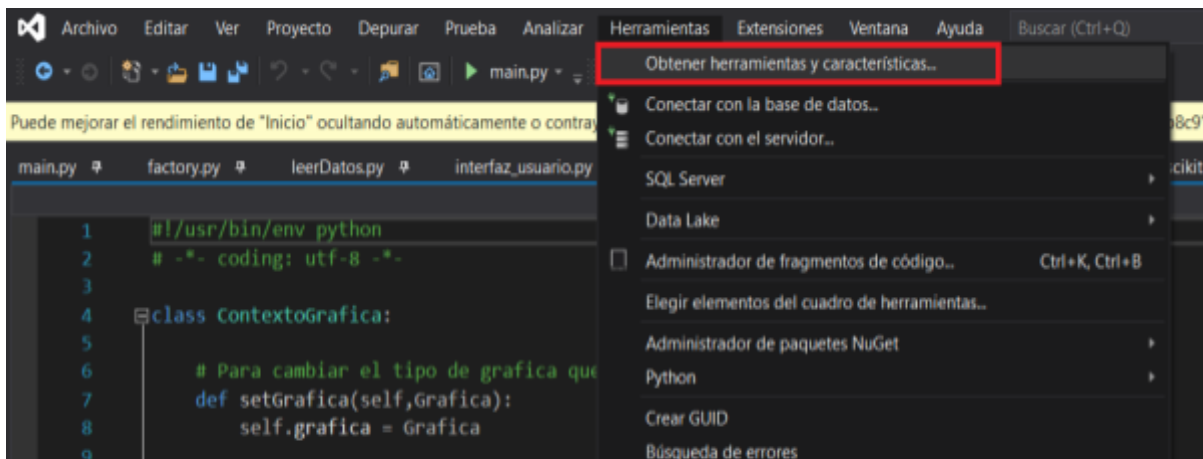 Archivo Editar Ver Proyecto Depurar Prueba Analizar Herramientas Extensiones Ventana Ayuda Buscar (Ctrl+Q)
Obtener herramientas y características...
main.py
Conectar con la base de datos...
Puede mejorar el rendimiento de "Inicio" ocultando automáticamente o contray
Conectar con el servidor...
main.py factory.py leerDatos.py interfaz_usuario.py
SQL Server
Data Lake
1 #!/usr/bin/env python
2 # -*- coding: utf-8 -*-
Administrador de fragmentos de código... Ctrl+K, Ctrl+B
3
4 class ContextoGrafica:
Elegir elementos del cuadro de herramientas...
5
Administrador de paquetes NuGet
6 # Para cambiar el tipo de grafica que
Python
7 def setGrafica(self,Grafica):
8 self.grafica = Grafica
Crear GUID
9
Búsqueda de errores